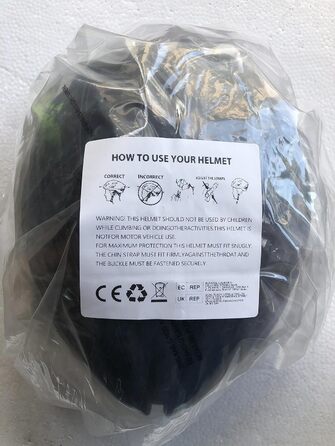 HOW TO USE YOUR HELMET
CORRECT INCORRECT
WARNING! THIS HELMET SHOULD NOT BE USED BY CHILDREN
WHILE CLIMBING OR DOINGOTHERACTIVITIES THIS HELMET IS
NOTFOR MOTOR VEHICLE USE.
FOR MAXIMUM PROTECTION THIS HELMET MUST FIT SNUGLY
THE CHIN STRAP MUST FIT FIRMLYAGAINSTTHETHROAT AND
THE BUCKLE MUST BE FASTENED SECURELY
CE EC REP
UK REP